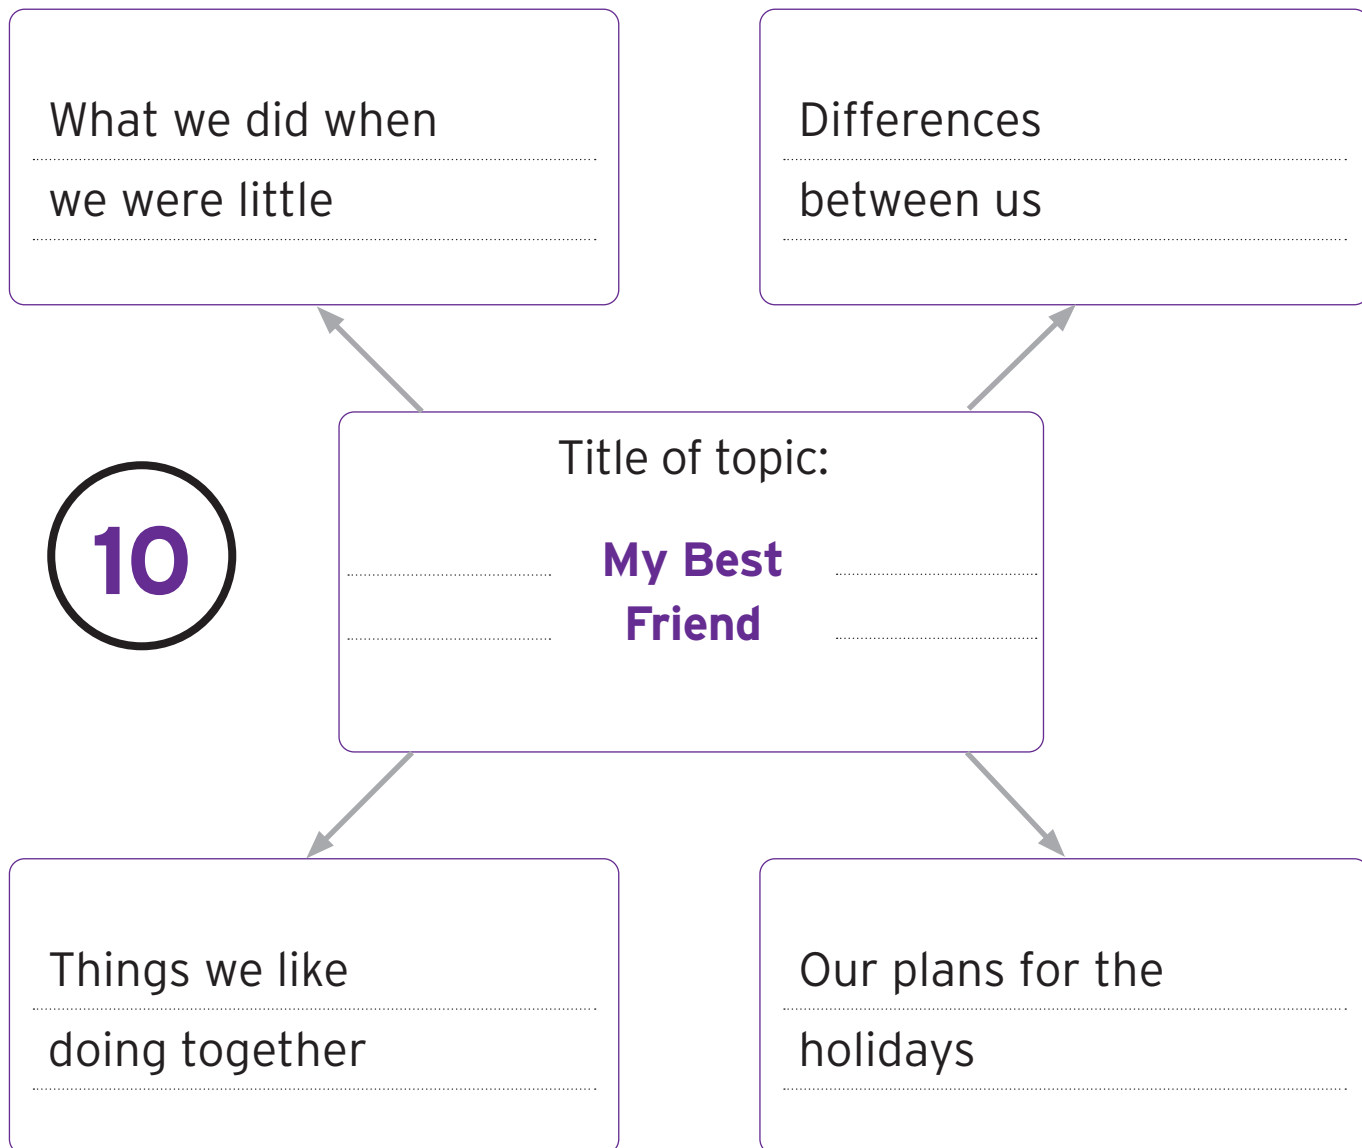 What we did when
we were little
Differences
between us
Title of topic:
My Best
Friend
10
Things we like
doing together
Our plans for the
holidays